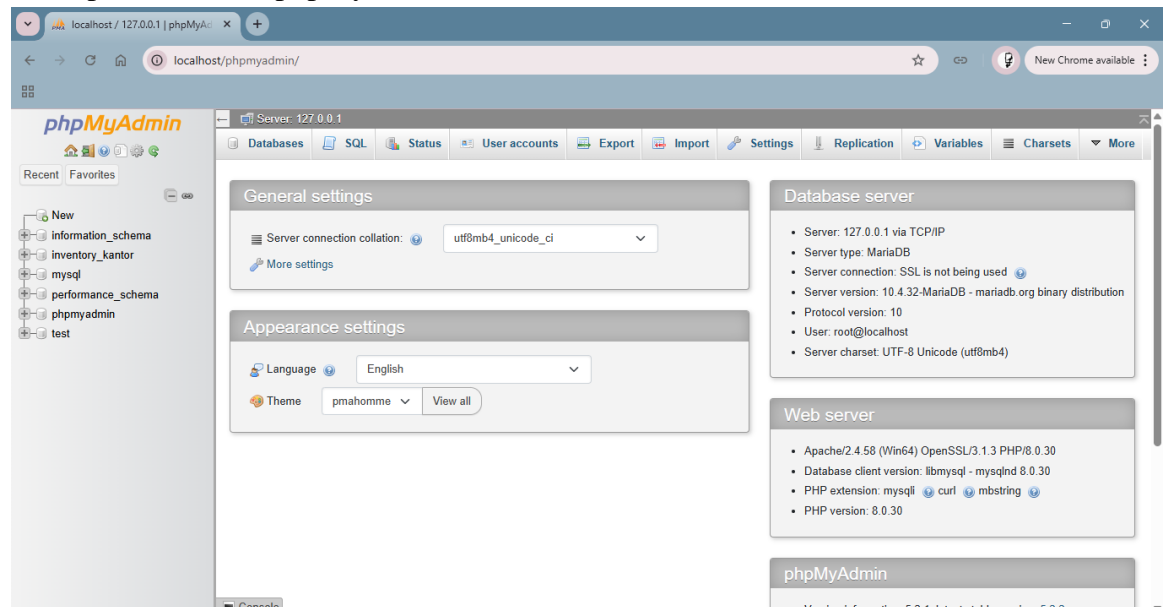 localhost / 127.0.0.1 | phpMyAd
localhost/phpmyadmin/
New Chrome available
phpMyAdmin
Recent Favorites
New
information_schema
inventory_kantor
mysql
performance_schema
phpmyadmin
test
Server: 127.0.0.1
Databases SQL Status User accounts Export Import Settings Replication Variables Charsets More
General settings
Server connection collation: utf8mb4_unicode_ci
More settings
Appearance settings
Language English
Theme pmahomme View all
Database server
• Server: 127.0.0.1 via TCP/IP
• Server type: MariaDB
• Server connection: SSL is not being used
• Server version: 10.4.32-MariaDB - mariadb.org binary distribution
• Protocol version: 10
• User: root@localhost
• Server charset: UTF-8 Unicode (utf8mb4)
Web server
• Apache/2.4.58 (Win64) OpenSSL/3.1.3 PHP/8.0.30
• Database client version: libmysql - mysqlnd 8.0.30
• PHP extension: mysqli curl mbstring
• PHP version: 8.0.30
phpMyAdmin
Console